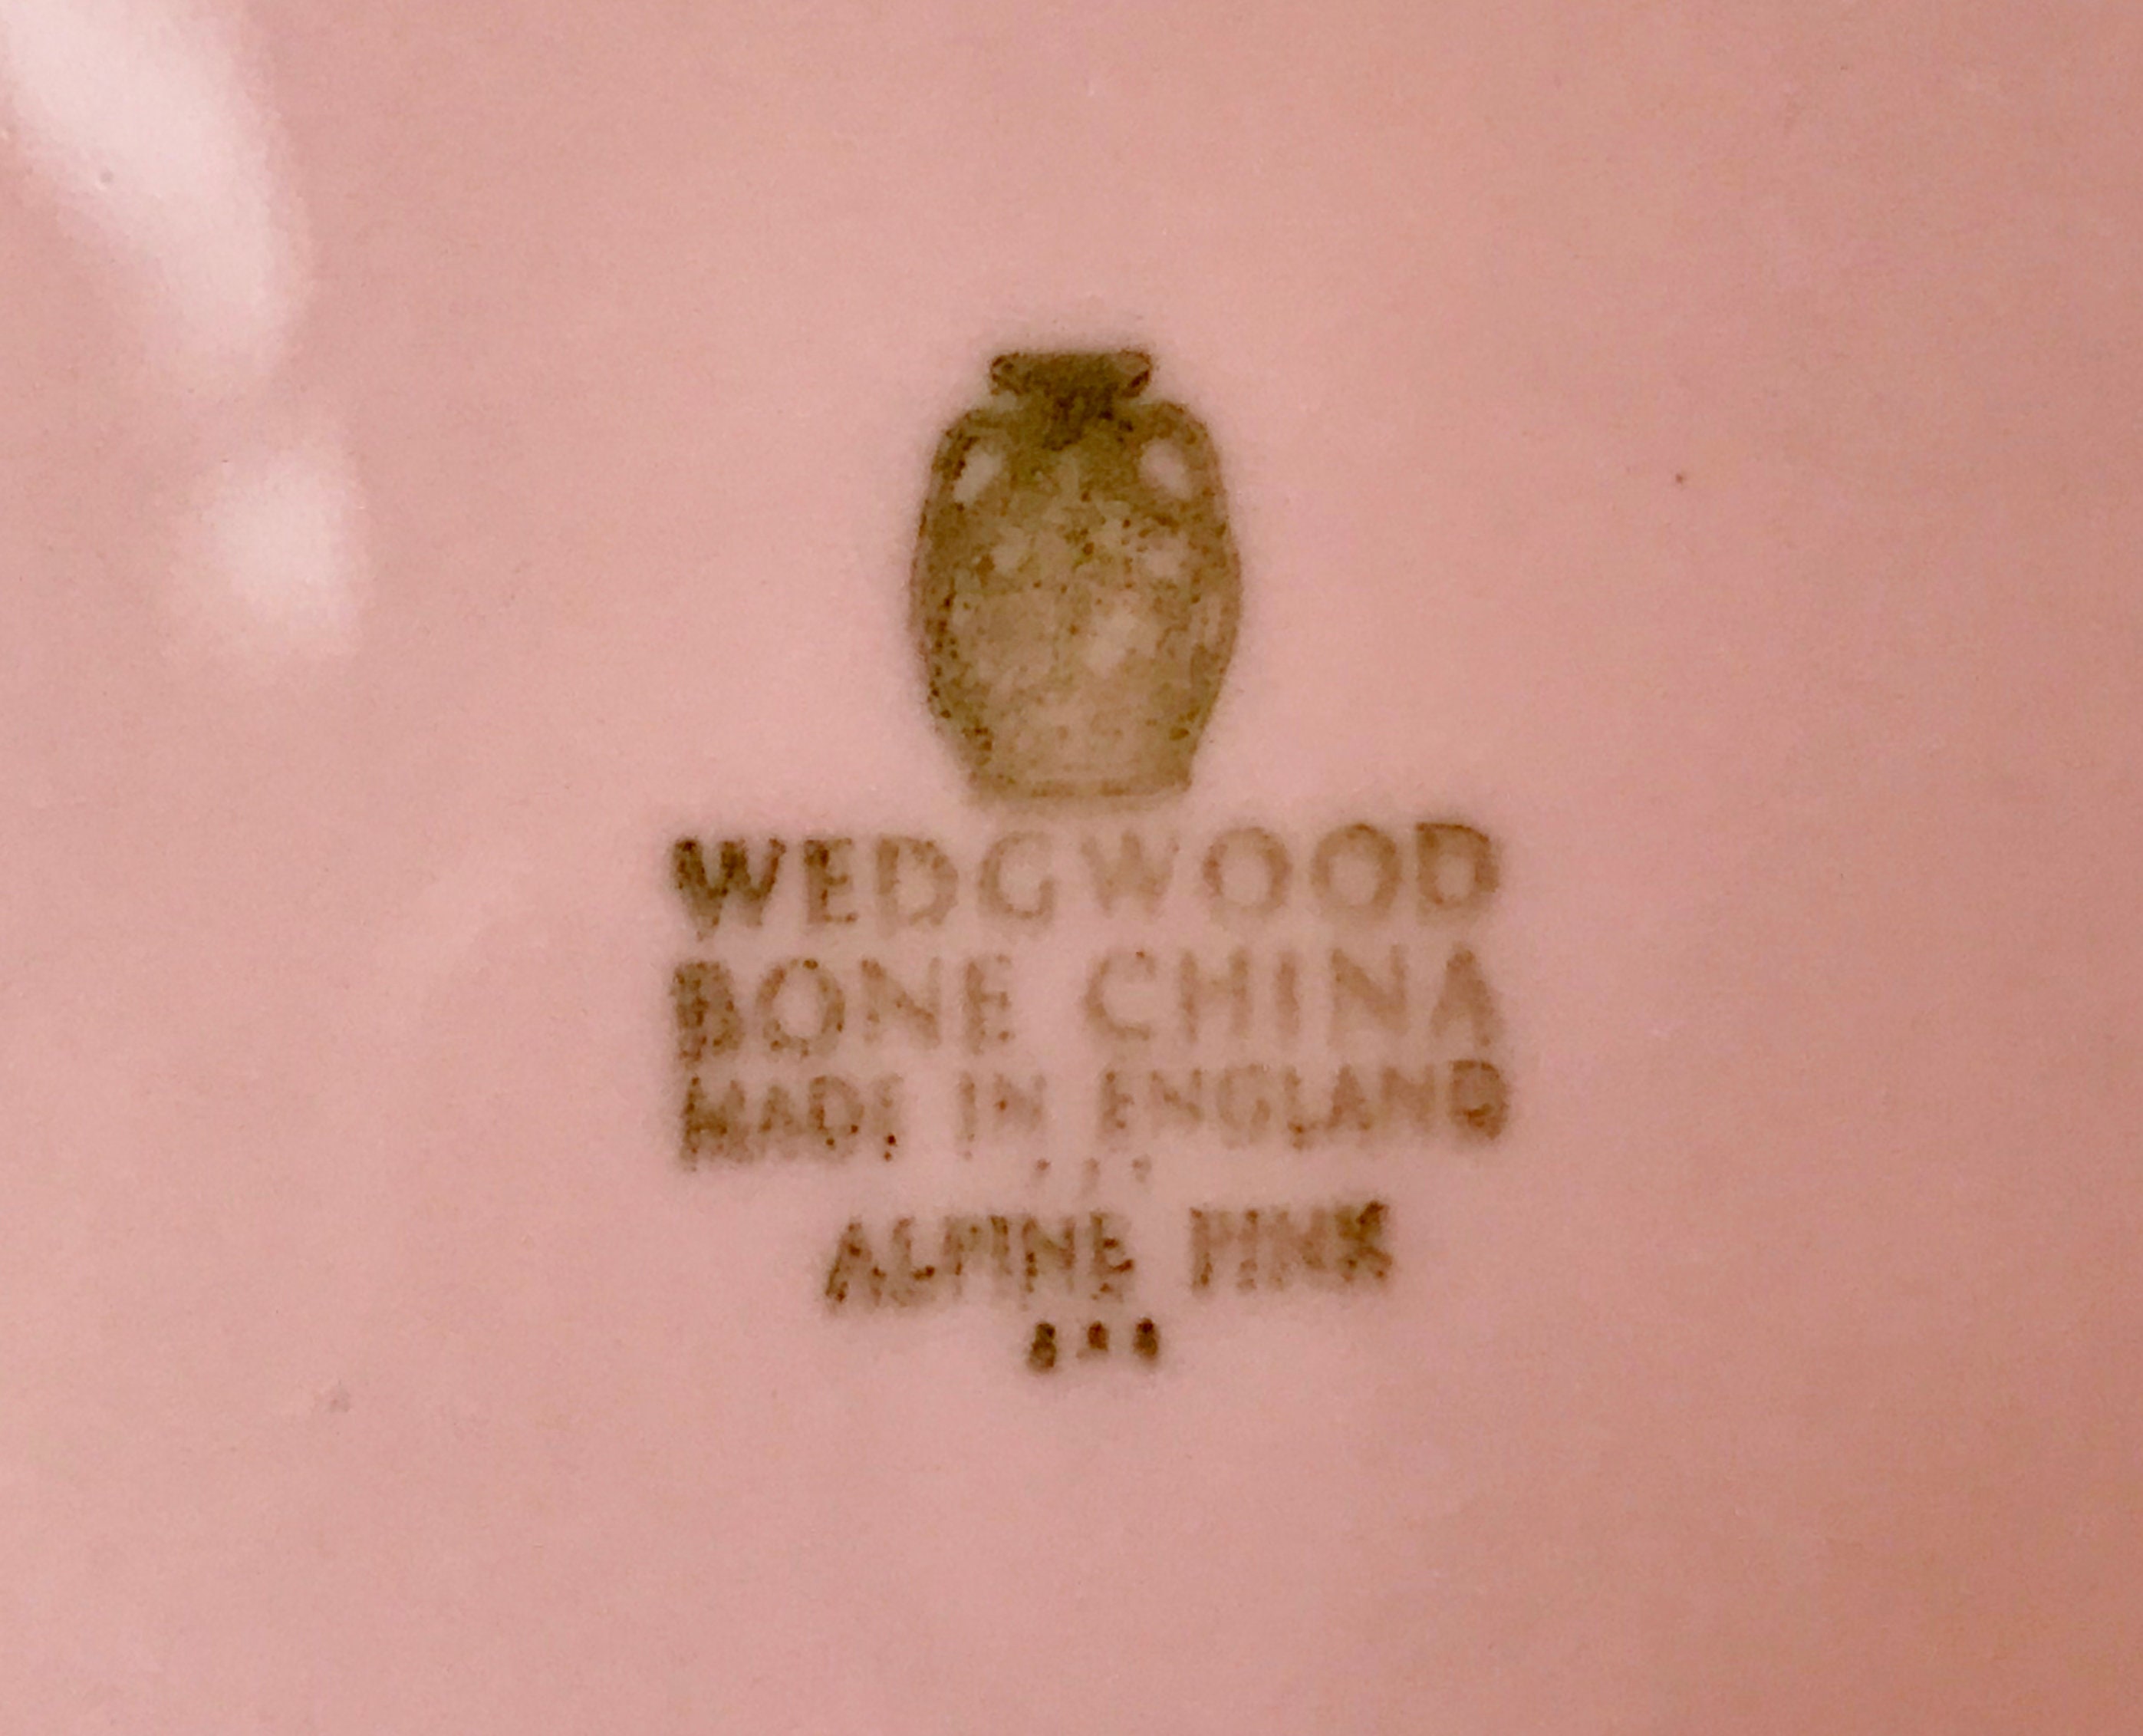 WEDGWOOD
BONE CHINA
MADE IN ENGLAND
ALPINE PINK